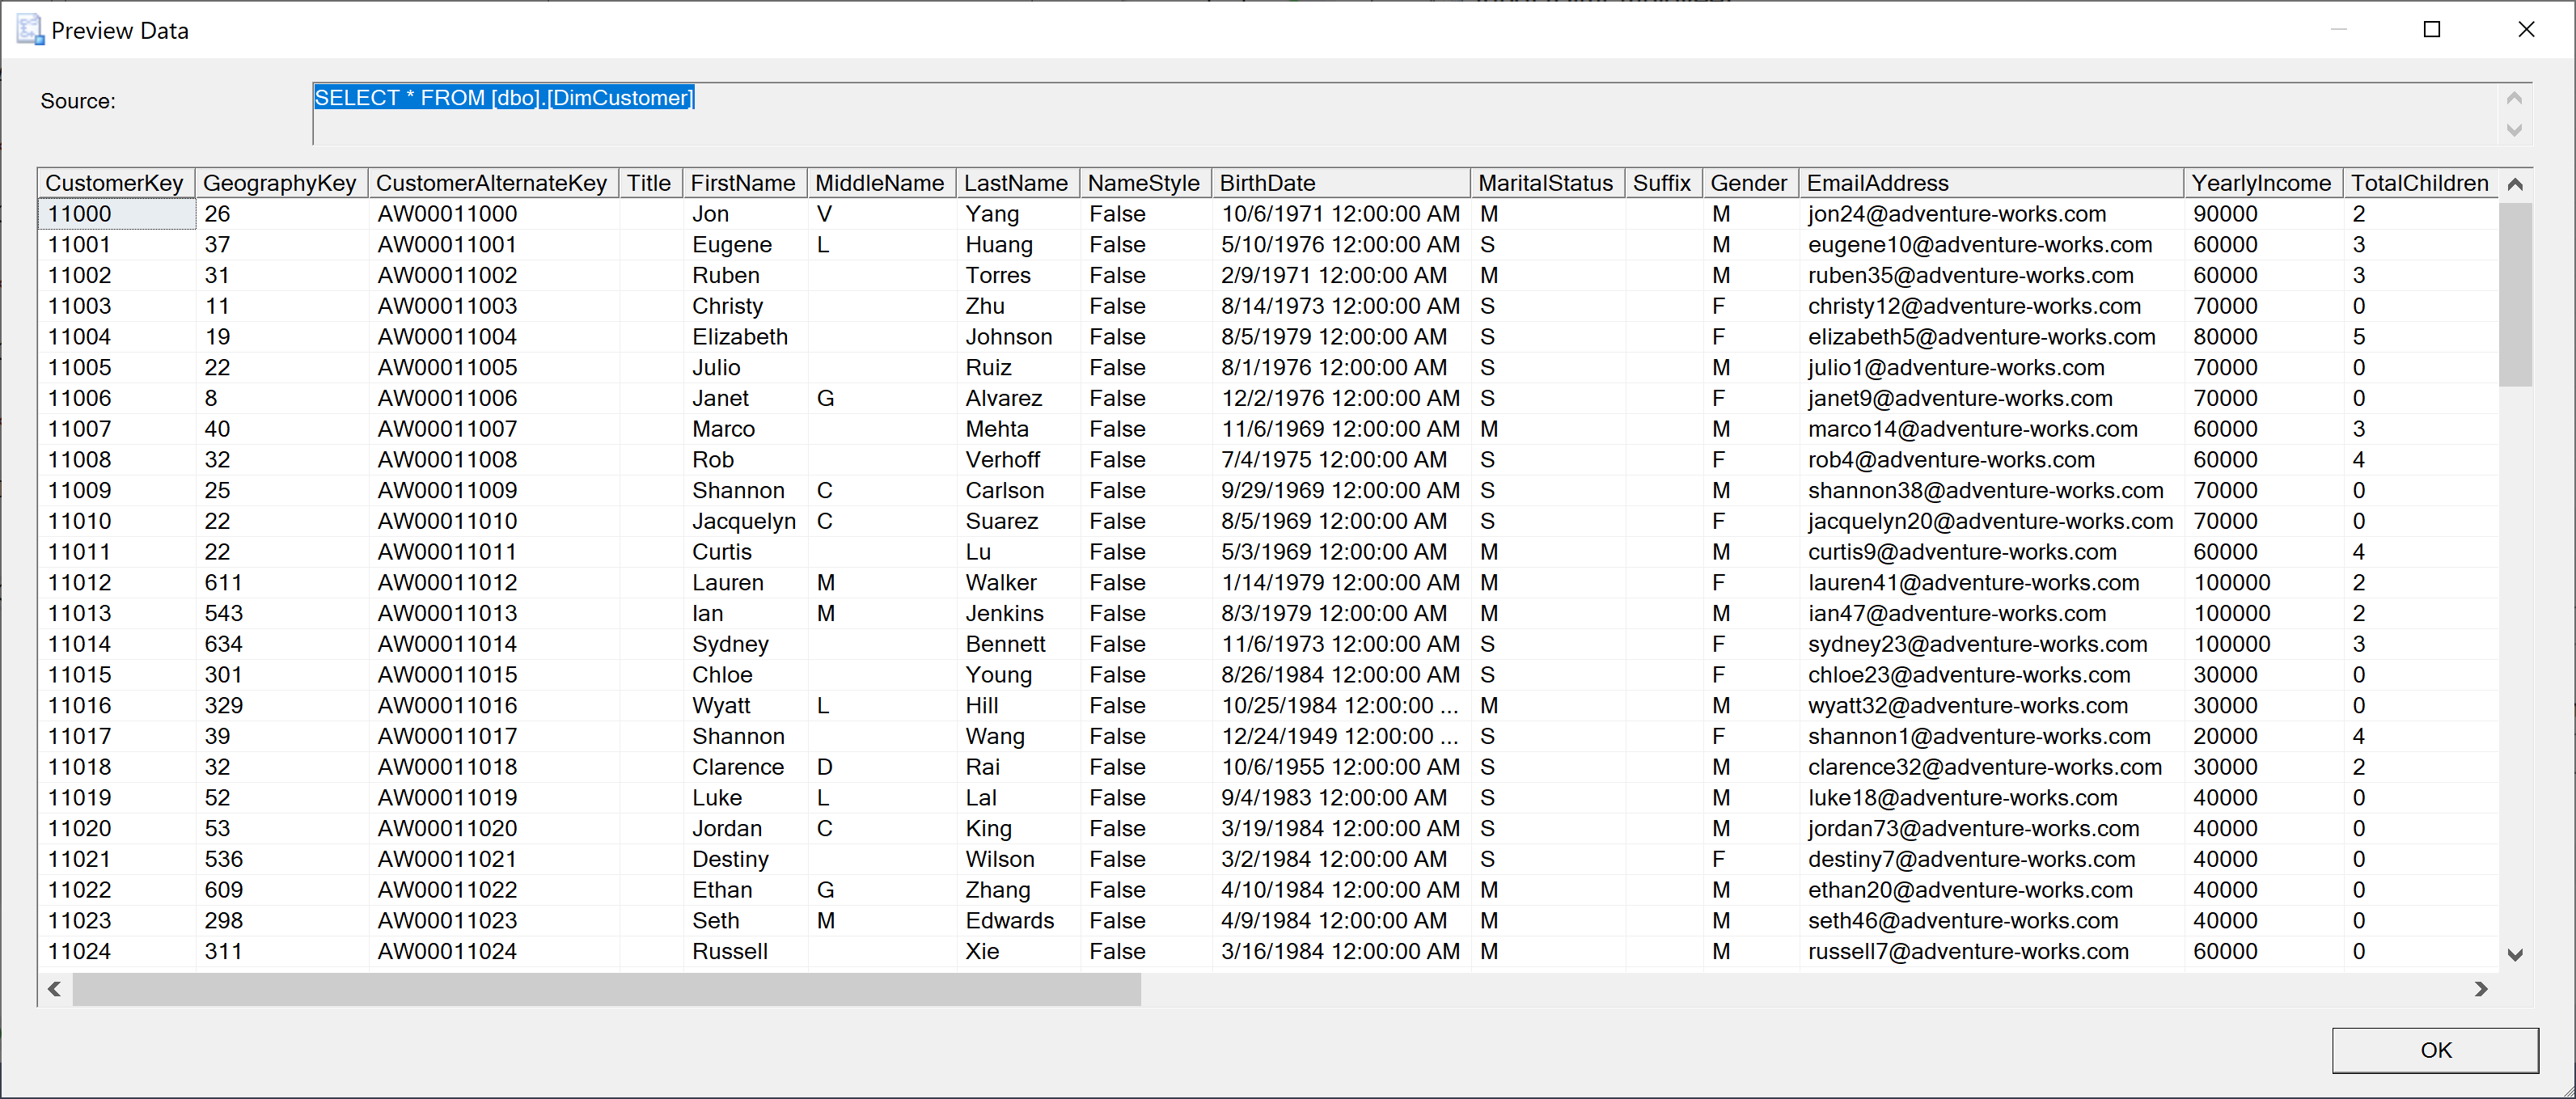 Preview Data
Source:
SELECT * FROM [dbo].[DimCustomer]
CustomerKey GeographyKey CustomerAlternateKey Title FirstName MiddleName LastName NameStyle BirthDate MaritalStatus Suffix Gender EmailAddress YearlyIncome TotalChildren
11000 26 AW00011000 Jon V Yang False 10/6/1971 12:00:00 AM M M jon24@adventure-works.com 90000 2
11001 37 AW00011001 Eugene L Huang False 5/10/1976 12:00:00 AM S M eugene10@adventure-works.com 60000 3
11002 31 AW00011002 Ruben Torres False 2/9/1971 12:00:00 AM M M ruben35@adventure-works.com 60000 3
11003 11 AW00011003 Christy Zhu False 8/14/1973 12:00:00 AM S F christy12@adventure-works.com 70000 0
11004 19 AW00011004 Elizabeth Johnson False 8/5/1979 12:00:00 AM S F elizabeth5@adventure-works.com 80000 5
11005 22 AW00011005 Julio Ruiz False 8/1/1976 12:00:00 AM S M julio1@adventure-works.com 70000 0
11006 8 AW00011006 Janet G Alvarez False 12/2/1976 12:00:00 AM S F janet9@adventure-works.com 70000 0
11007 40 AW00011007 Marco Mehta False 11/6/1969 12:00:00 AM M M marco14@adventure-works.com 60000 3
11008 32 AW00011008 Rob Verhoff False 7/4/1975 12:00:00 AM S F rob4@adventure-works.com 60000 4
11009 25 AW00011009 Shannon C Carlson False 9/29/1969 12:00:00 AM S M shannon38@adventure-works.com 70000 0
11010 22 AW00011010 Jacquelyn C Suarez False 8/5/1969 12:00:00 AM S F jacquelyn20@adventure-works.com 70000 0
11011 22 AW00011011 Curtis Lu False 5/3/1969 12:00:00 AM M M curtis9@adventure-works.com 60000 4
11012 611 AW00011012 Lauren M Walker False 1/14/1979 12:00:00 AM M F lauren41@adventure-works.com 100000 2
11013 543 AW00011013 Ian M Jenkins False 8/3/1979 12:00:00 AM M M ian47@adventure-works.com 100000 2
11014 634 AW00011014 Sydney Bennett False 11/6/1973 12:00:00 AM S F sydney23@adventure-works.com 100000 3
11015 301 AW00011015 Chloe Young False 8/26/1984 12:00:00 AM S F chloe23@adventure-works.com 30000 0
11016 329 AW00011016 Wyatt L Hill False 10/25/1984 12:00:00 ... M M wyatt32@adventure-works.com 30000 0
11017 39 AW00011017 Shannon Wang False 12/24/1949 12:00:00 ... S F shannon1@adventure-works.com 20000 4
11018 32 AW00011018 Clarence D Rai False 10/6/1955 12:00:00 AM S M clarence32@adventure-works.com 30000 2
11019 52 AW00011019 Luke L Lal False 9/4/1983 12:00:00 AM S M luke18@adventure-works.com 40000 0
11020 53 AW00011020 Jordan C King False 3/19/1984 12:00:00 AM S M jordan73@adventure-works.com 40000 0
11021 536 AW00011021 Destiny Wilson False 3/2/1984 12:00:00 AM S F destiny7@adventure-works.com 40000 0
11022 609 AW00011022 Ethan G Zhang False 4/10/1984 12:00:00 AM M M ethan20@adventure-works.com 40000 0
11023 298 AW00011023 Seth M Edwards False 4/9/1984 12:00:00 AM M M seth46@adventure-works.com 40000 0
11024 311 AW00011024 Russell Xie False 3/16/1984 12:00:00 AM M M russell7@adventure-works.com 60000 0
OK